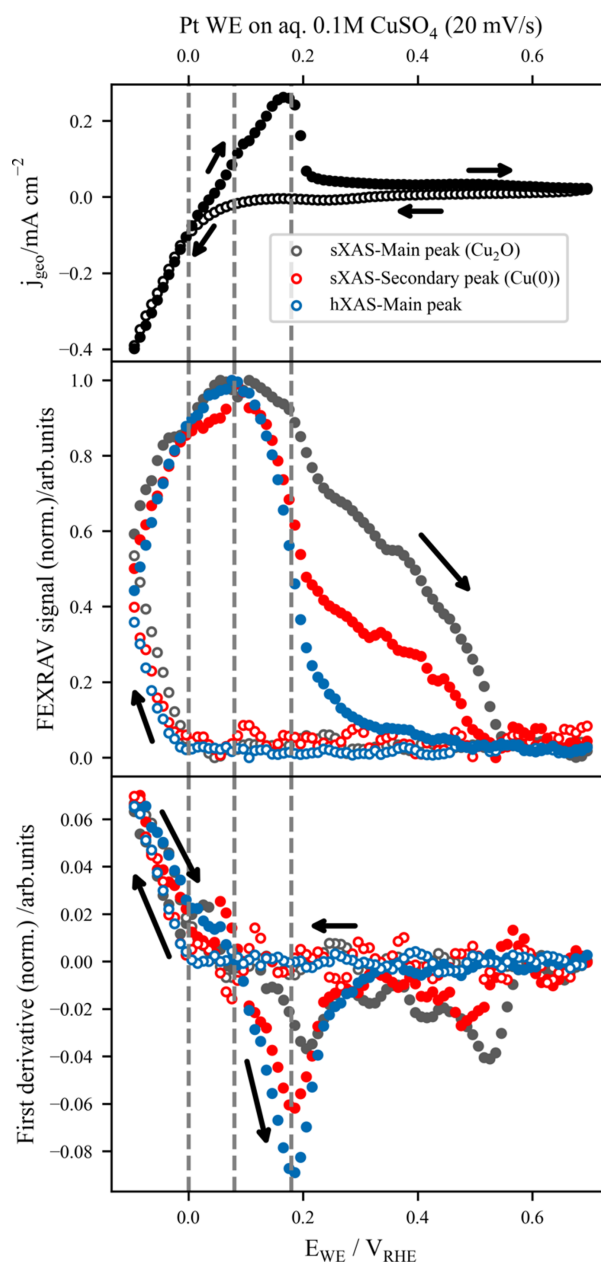 Pt WE on aq. 0.1M CuSO₄ (20 mV/s)
0.0 0.2 0.4 0.6
j_geo/mA cm⁻²
0.2
0.0
−0.2
−0.4
sXAS-Main peak (Cu₂O)
sXAS-Secondary peak (Cu(0))
hXAS-Main peak
FEXRAV signal (norm.)/arb.units
1.0
0.8
0.6
0.4
0.2
0.0
First derivative (norm.) /arb.units
0.06
0.04
0.02
0.00
−0.02
−0.04
−0.06
−0.08
0.0 0.2 0.4 0.6
E_WE / V_RHE